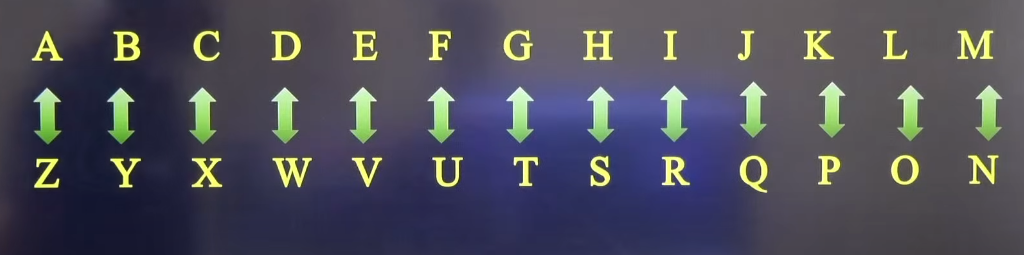 A B C D E F G H I J K L M
Z Y X W V U T S R Q P O N